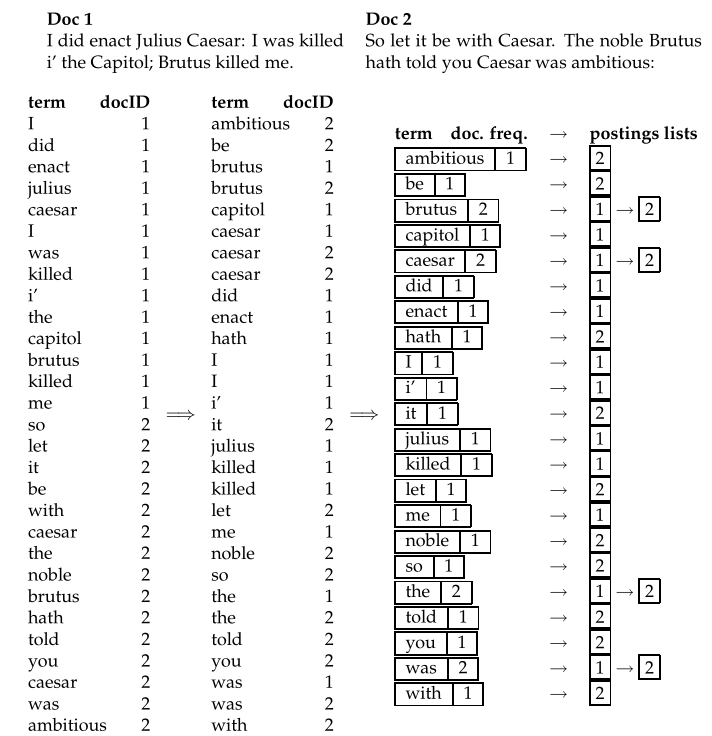 Doc 1
I did enact Julius Caesar: I was killed
i' the Capitol; Brutus killed me.
Doc 2
So let it be with Caesar. The noble Brutus
hath told you Caesar was ambitious:
term docID
I 1
did 1
enact 1
julius 1
caesar 1
I 1
was 1
killed 1
i' 1
the 1
capitol 1
brutus 1
killed 1
me 1
so 2
let 2
it 2
be 2
with 2
caesar 2
the 2
noble 2
brutus 2
hath 2
told 2
you 2
caesar 2
was 2
ambitious 2
⟹
term docID
ambitious 2
be 2
brutus 1
brutus 2
capitol 1
caesar 1
caesar 2
caesar 2
did 1
enact 1
hath 1
I 1
I 1
i' 1
it 2
julius 1
killed 1
killed 1
let 2
me 1
noble 2
so 2
the 1
the 2
told 2
you 2
was 1
was 2
with 2
⟹
term doc. freq. → postings lists
ambitious 1 → 2
be 1 → 2
brutus 2 → 1 → 2
capitol 1 → 1
caesar 2 → 1 → 2
did 1 → 1
enact 1 → 1
hath 1 → 2
I 1 → 1
i' 1 → 1
it 1 → 2
julius 1 → 1
killed 1 → 1
let 1 → 2
me 1 → 1
noble 1 → 2
so 1 → 2
the 2 → 1 → 2
told 1 → 2
you 1 → 2
was 2 → 1 → 2
with 1 → 2